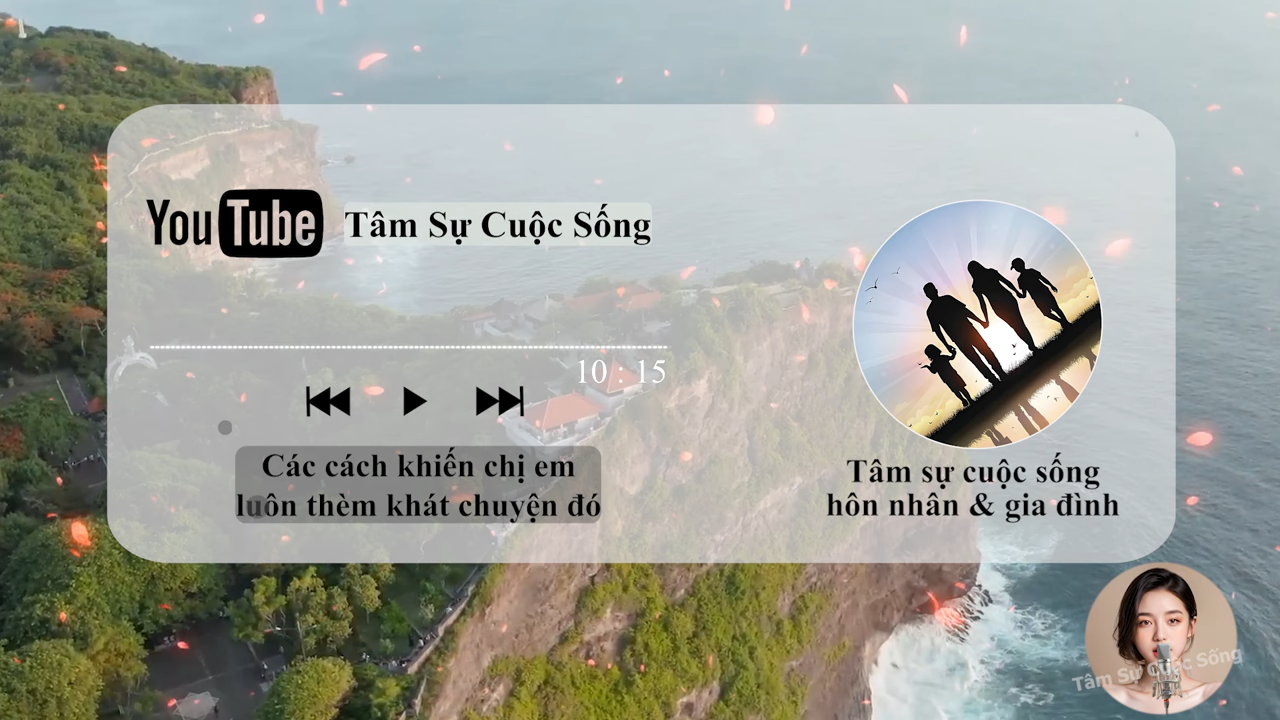 YouTube Tâm Sự Cuộc Sống
10 : 15
Các cách khiến chị em
luôn thèm khát chuyện đó
Tâm sự cuộc sống
hôn nhân & gia đình
Tâm Sự Cuộc Sống